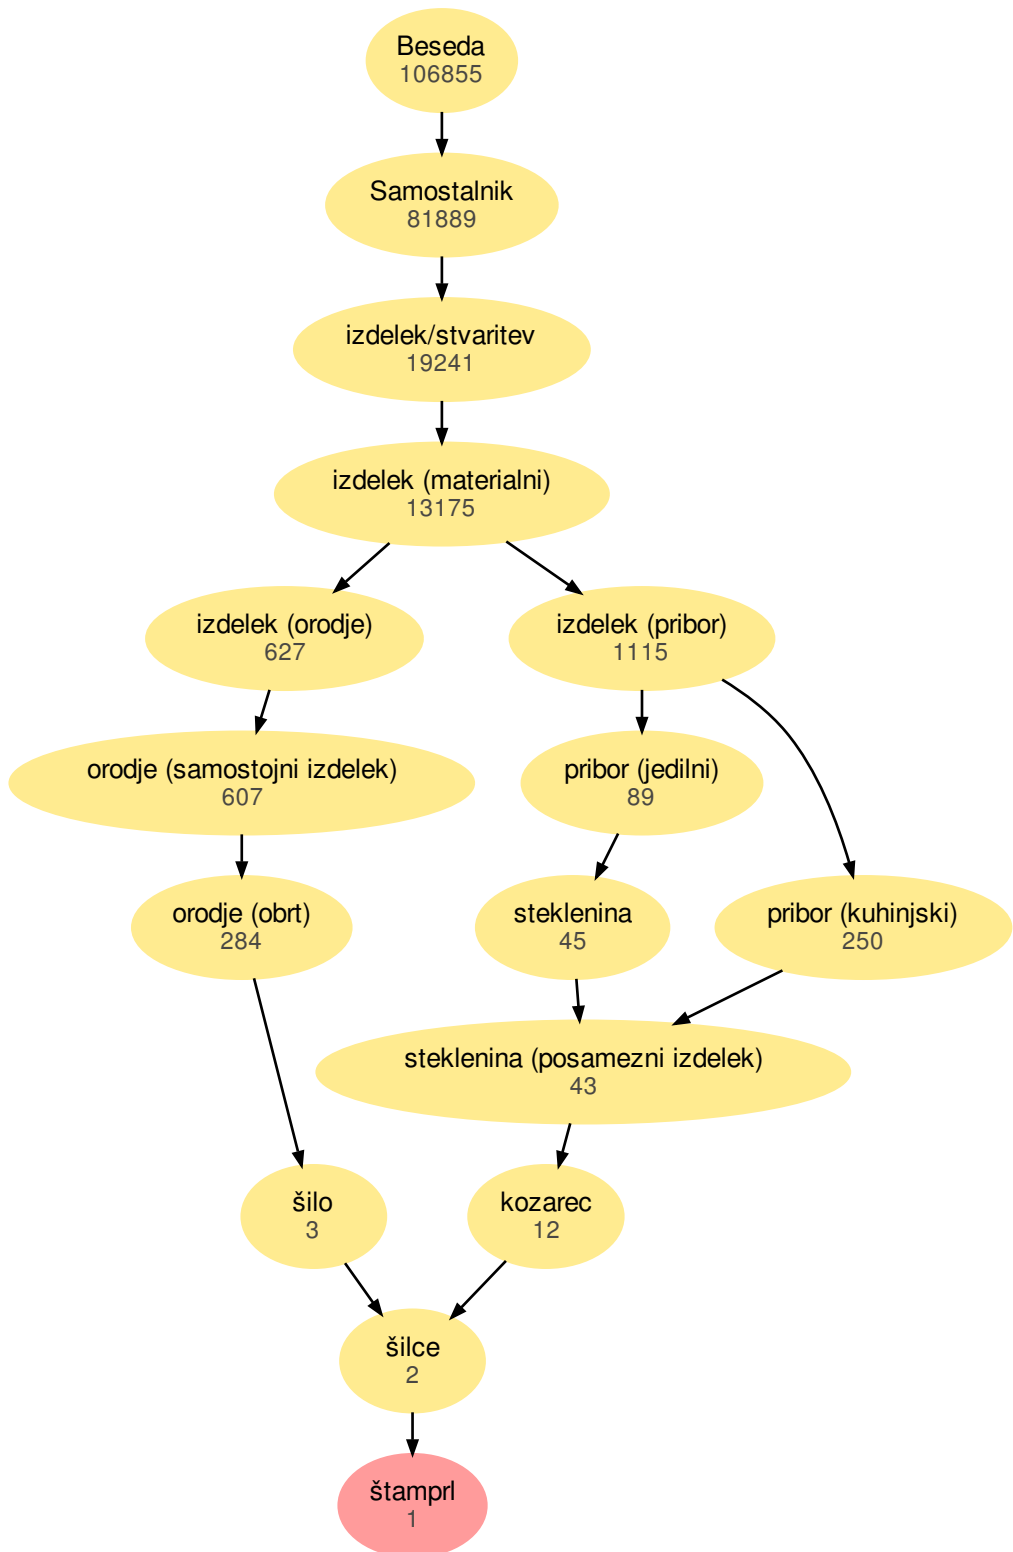 Beseda
106855
Samostalnik
81889
izdelek/stvaritev
19241
izdelek (materialni)
13175
izdelek (orodje)
627
izdelek (pribor)
1115
orodje (samostojni izdelek)
607
pribor (jedilni)
89
orodje (obrt)
284
steklenina
45
pribor (kuhinjski)
250
steklenina (posamezni izdelek)
43
šilo
3
kozarec
12
šilce
2
štamprl
1